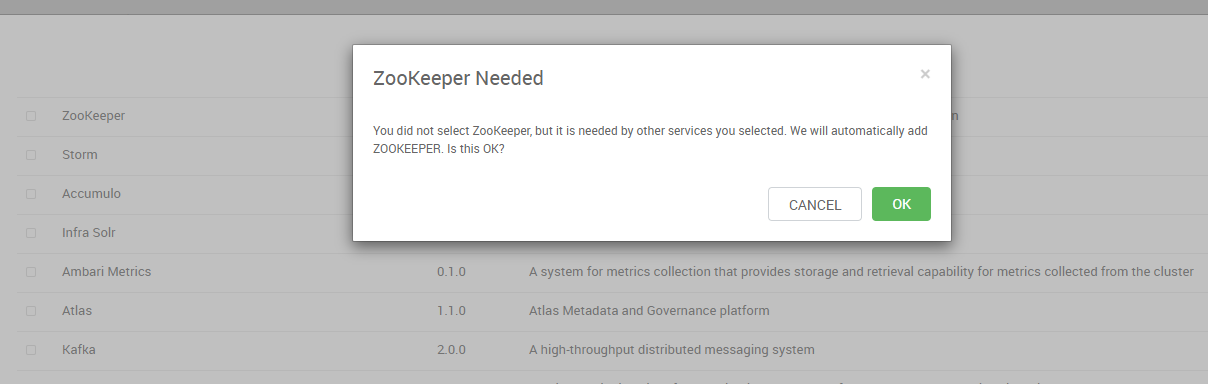 ZooKeeper Needed
×
You did not select ZooKeeper, but it is needed by other services you selected. We will automatically add
ZOOKEEPER. Is this OK?
CANCEL
OK
ZooKeeper
Storm
Accumulo
Infra Solr
Ambari Metrics 0.1.0 A system for metrics collection that provides storage and retrieval capability for metrics collected from the cluster
Atlas 1.1.0 Atlas Metadata and Governance platform
Kafka 2.0.0 A high-throughput distributed messaging system